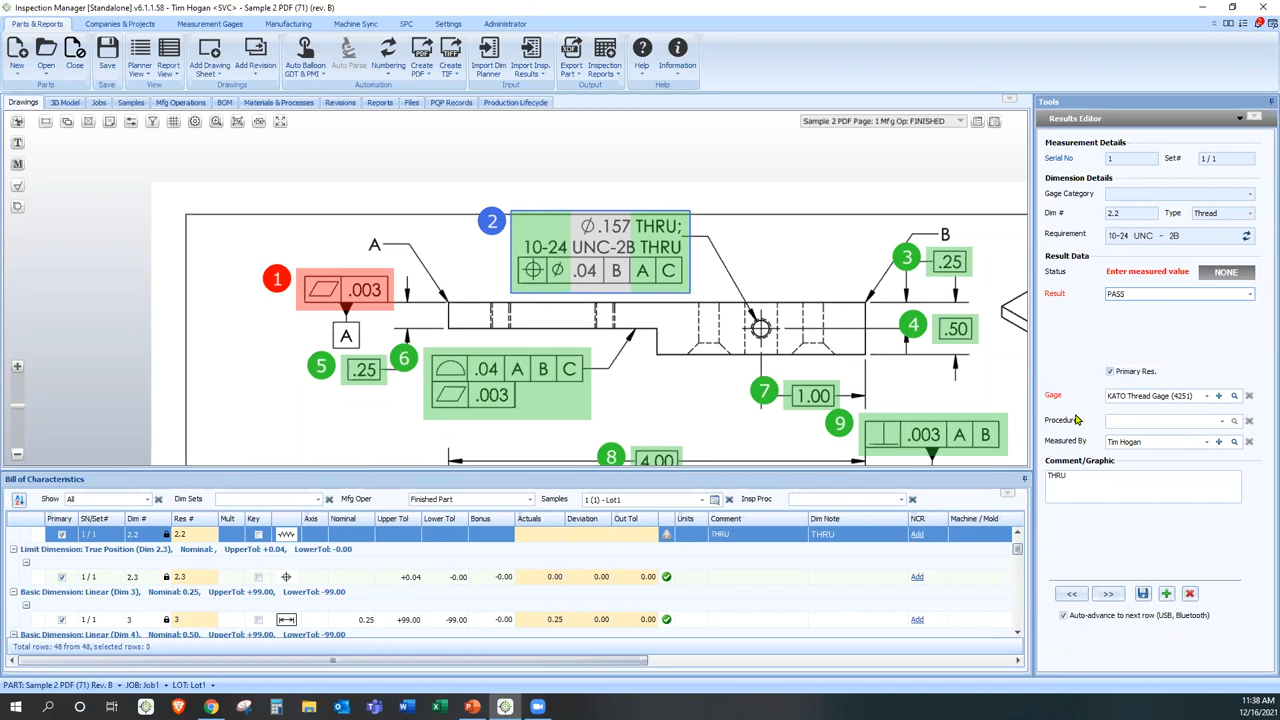 Inspection Manager [Standalone] v6.1.1.58 - Tim Hogan <SVC> - Sample 2 PDF (71) (rev. B)
Parts & Reports Companies & Projects Measurement Gages Manufacturing Machine Sync SPC Settings Administrator
New Open Close Save Planner View Report View Add Drawing Sheet Add Revision Auto Balloon GDT & PMI Auto Parse Numbering Create PDF Create TIF Import Dim Planner Import Insp. Results Export Part Inspection Reports Help Information
Parts Save View Drawings Automation Input Output Help
Drawings 3D Model Jobs Samples Mfg Operations BOM Materials & Processes Revisions Reports Files PQP Records Production Lifecycle
Sample 2 PDF Page: 1 Mfg Op: FINISHED
T
M
2 Ø.157 THRU;
10-24 UNC-2B THRU
Ø .04 B A C
A
B
3 .25
1 .003
A
4 .50
5 .25
6 .04 A B C
.003
7 1.00
9 .003 A B
8 4.00
Tools
Results Editor
Measurement Details
Serial No 1 Set# 1 / 1
Dimension Details
Gage Category
Dim # 2.2 Type Thread
Requirement 10-24 UNC - 2B
Result Data
Status Enter measured value NONE
Result PASS
Primary Res.
Gage KATO Thread Gage (4251)
Procedure
Measured By Tim Hogan
Comment/Graphic
THRU
<< >>
Auto-advance to next row (USB, Bluetooth)
Bill of Characteristics
Show All Dim Sets Mfg Oper Finished Part Samples 1 (1) - Lot1 Insp Proc
Primary SN/Set# Dim # Res # Mult Key Axis Nominal Upper Tol Lower Tol Bonus Actuals Deviation Out Tol Units Comment Dim Note NCR Machine / Mold
1 / 1 2.2 2.2 THRU THRU Add
Limit Dimension: True Position (Dim 2.3), Nominal: , UpperTol: +0.04, LowerTol: -0.00
1 / 1 2.3 2.3 +0.04 -0.00 -0.00 0.00 0.00 0.00 Add
Basic Dimension: Linear (Dim 3), Nominal: 0.25, UpperTol: +99.00, LowerTol: -99.00
1 / 1 3 3 0.25 +99.00 -99.00 -0.00 0.25 0.00 0.00 Add
Basic Dimension: Linear (Dim 4), Nominal: 0.50, UpperTol: +99.00, LowerTol: -99.00
Total rows: 48 from 48, selected rows: 0
PART: Sample 2 PDF (71) Rev. B JOB: Job1 LOT: Lot1
11:38 AM
12/16/2021